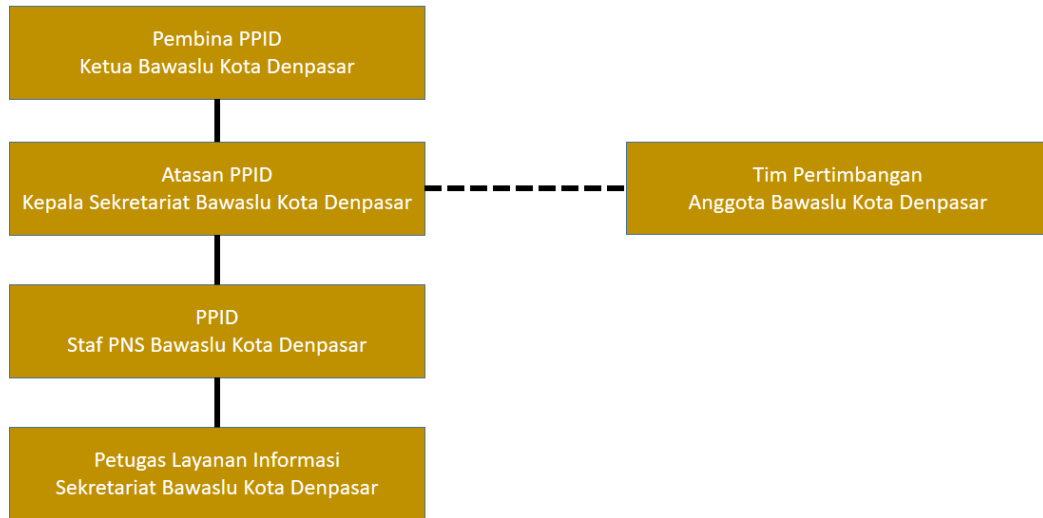 Pembina PPID
Ketua Bawaslu Kota Denpasar
Atasan PPID
Kepala Sekretariat Bawaslu Kota Denpasar
Tim Pertimbangan
Anggota Bawaslu Kota Denpasar
PPID
Staf PNS Bawaslu Kota Denpasar
Petugas Layanan Informasi
Sekretariat Bawaslu Kota Denpasar